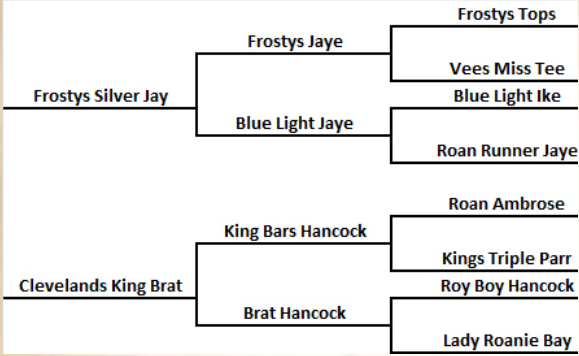 Frostys Tops
Frostys Jaye
Vees Miss Tee
Frostys Silver Jay
Blue Light Ike
Blue Light Jaye
Roan Runner Jaye
Roan Ambrose
King Bars Hancock
Kings Triple Parr
Clevelands King Brat
Roy Boy Hancock
Brat Hancock
Lady Roanie Bay